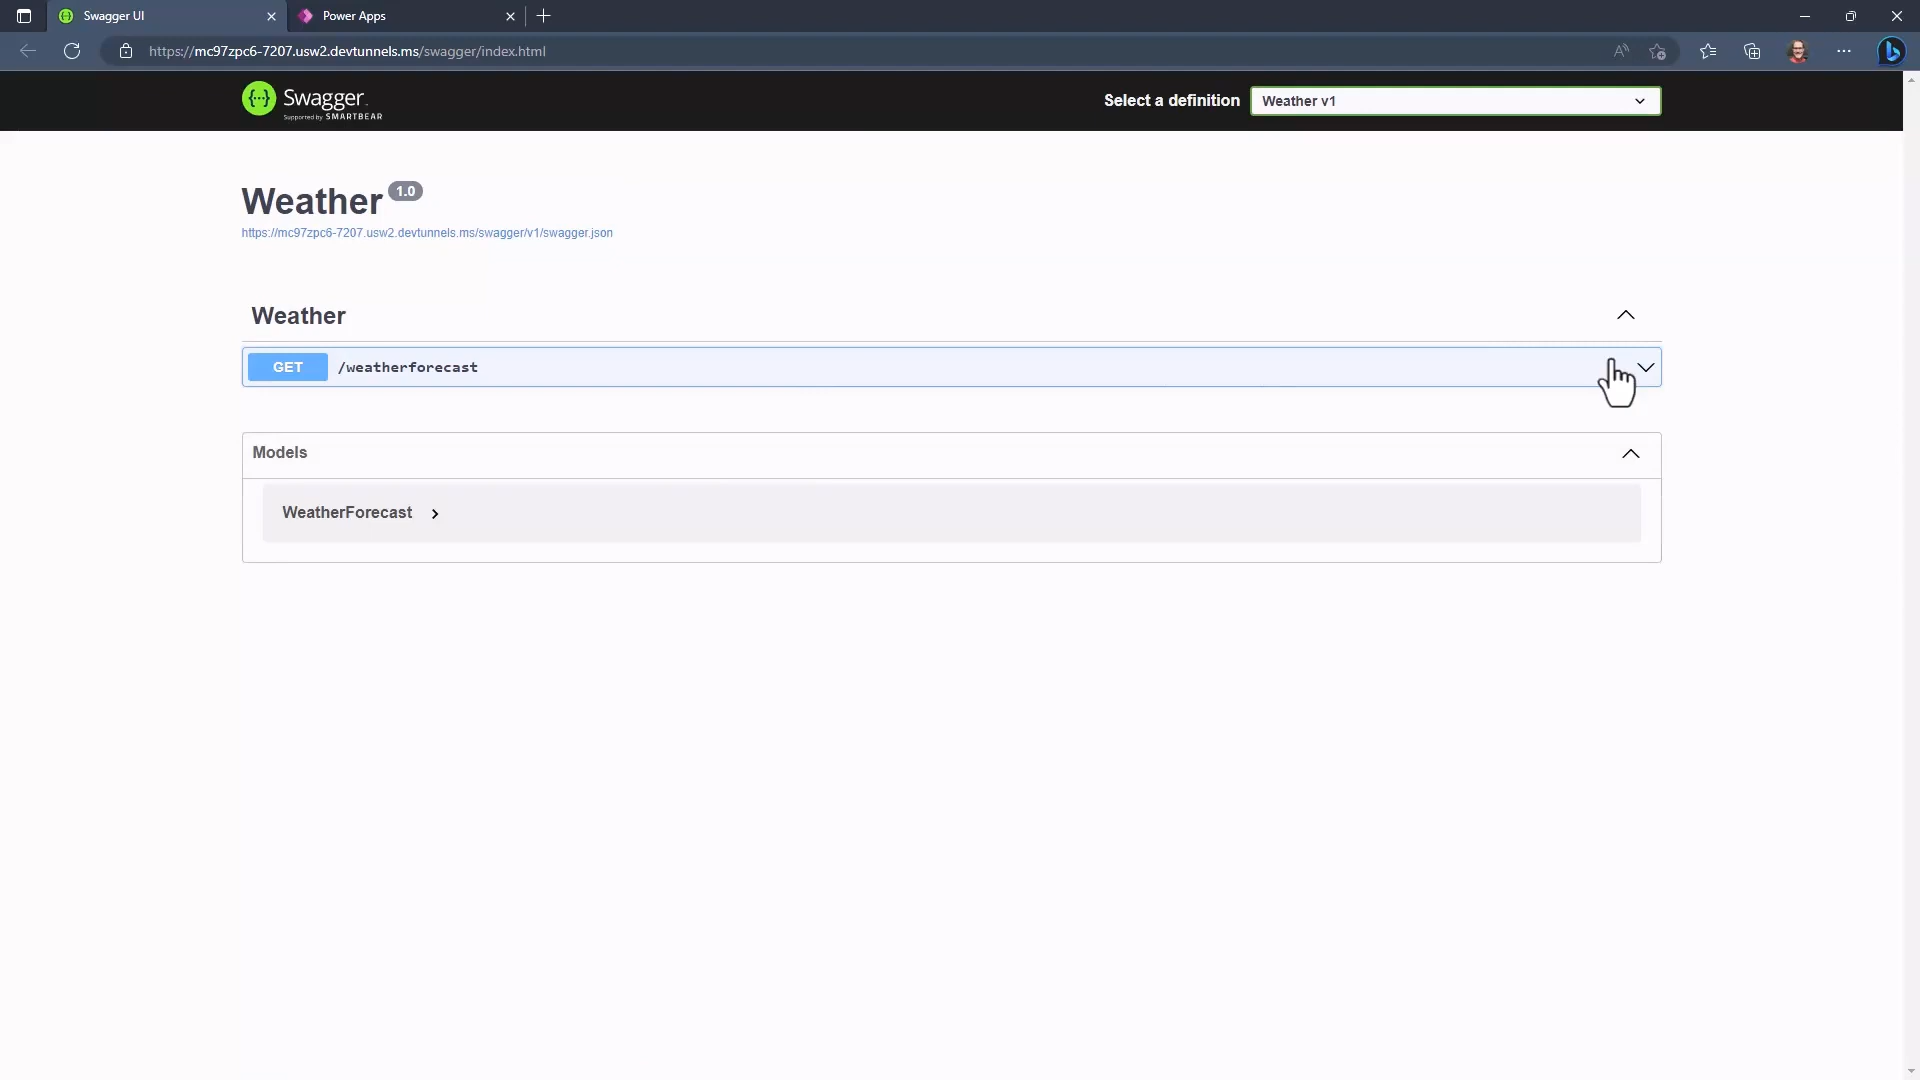 Swagger UI
Power Apps
https://mc97zpc6-7207.usw2.devtunnels.ms/swagger/index.html
Swagger
Supported by SMARTBEAR
Select a definition
Weather v1
Weather 1.0
https://mc97zpc6-7207.usw2.devtunnels.ms/swagger/v1/swagger.json
Weather
GET /weatherforecast
Models
WeatherForecast